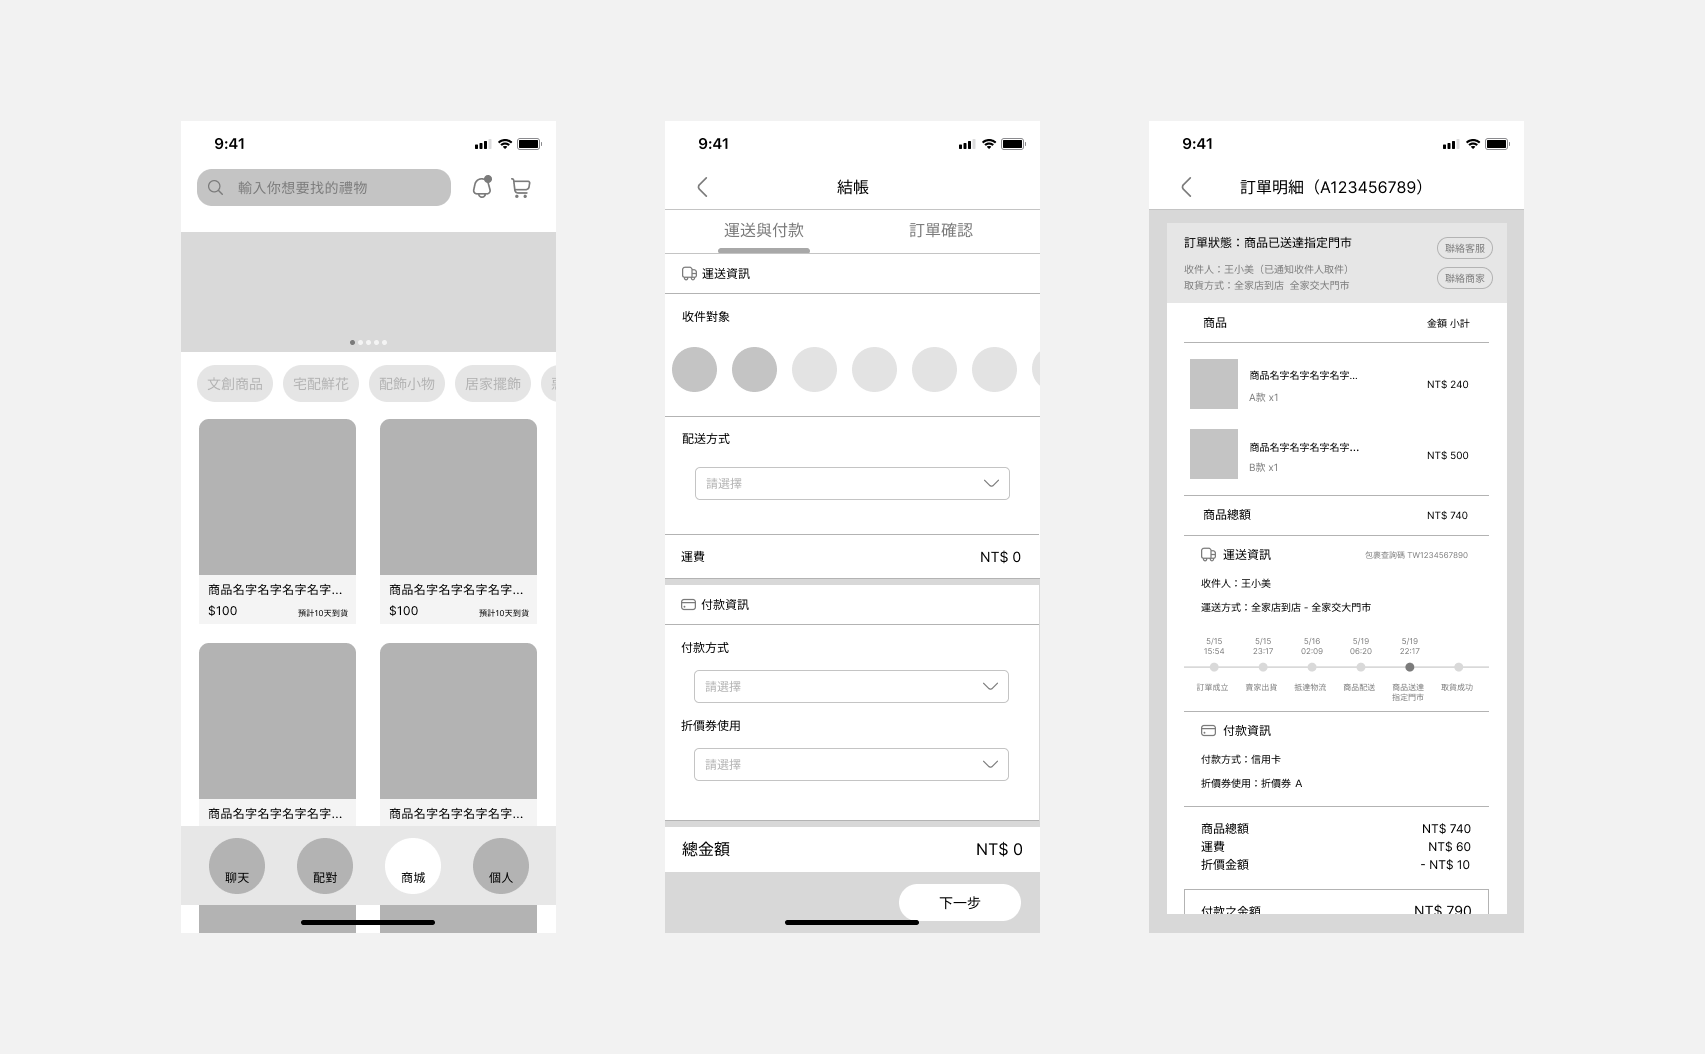 9:41
輸入你想要找的禮物
文創商品
宅配鮮花
配飾小物
居家擺飾
商品名字名字名字名字...
$100
預計10天到貨
商品名字名字名字名字...
$100
預計10天到貨
商品名字名字名字名字...
商品名字名字名字名字...
聊天
配對
商城
個人
9:41
結帳
運送與付款
訂單確認
運送資訊
收件對象
配送方式
請選擇
運費
NT$ 0
付款資訊
付款方式
請選擇
折價券使用
請選擇
總金額
NT$ 0
下一步
9:41
訂單明細（A123456789）
訂單狀態：商品已送達指定門市
聯絡客服
收件人：王小美（已通知收件人取件）
取貨方式：全家店到店 全家交大門市
聯絡商家
商品
金額 小計
商品名字名字名字名字...
A款 x1
NT$ 240
商品名字名字名字名字...
B款 x1
NT$ 500
商品總額
NT$ 740
運送資訊
包裹查詢碼 TW1234567890
收件人：王小美
運送方式：全家店到店 - 全家交大門市
5/15
15:54
5/15
23:17
5/16
02:09
5/19
06:20
5/19
22:17
訂單成立
賣家出貨
抵達物流
商品配送
商品送達
指定門市
取貨成功
付款資訊
付款方式：信用卡
折價券使用：折價券 A
商品總額
NT$ 740
運費
NT$ 60
折價金額
- NT$ 10
付款之金額
NT$ 790